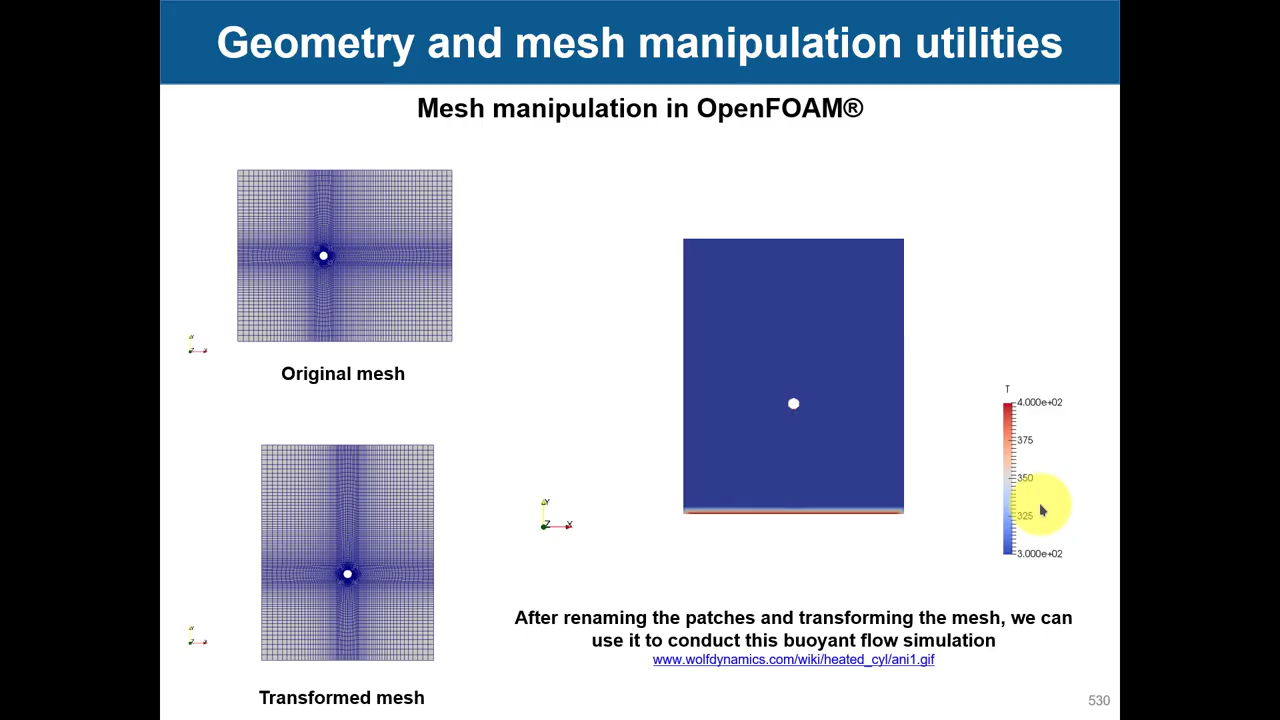 Geometry and mesh manipulation utilities
Mesh manipulation in OpenFOAM®
Y
Z
X
Original mesh
Y
Z
X
Transformed mesh
Y
Z
X
T
4.000e+02
375
350
325
3.000e+02
After renaming the patches and transforming the mesh, we can
use it to conduct this buoyant flow simulation
www.wolfdynamics.com/wiki/heated_cyl/ani1.gif
530